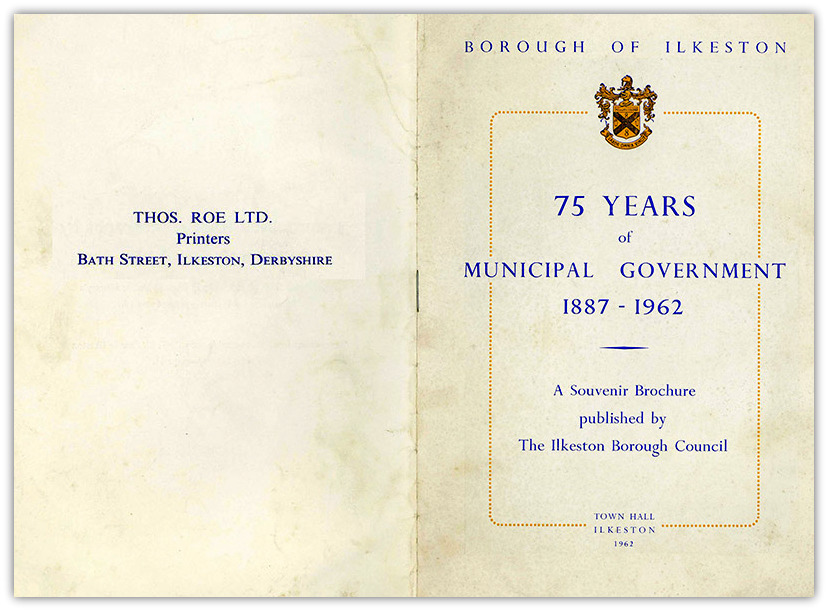 THOS. ROE LTD.
Printers
BATH STREET, ILKESTON, DERBYSHIRE
BOROUGH OF ILKESTON
75 YEARS
of
MUNICIPAL GOVERNMENT
1887 - 1962
A Souvenir Brochure
published by
The Ilkeston Borough Council
TOWN HALL
ILKESTON
1962